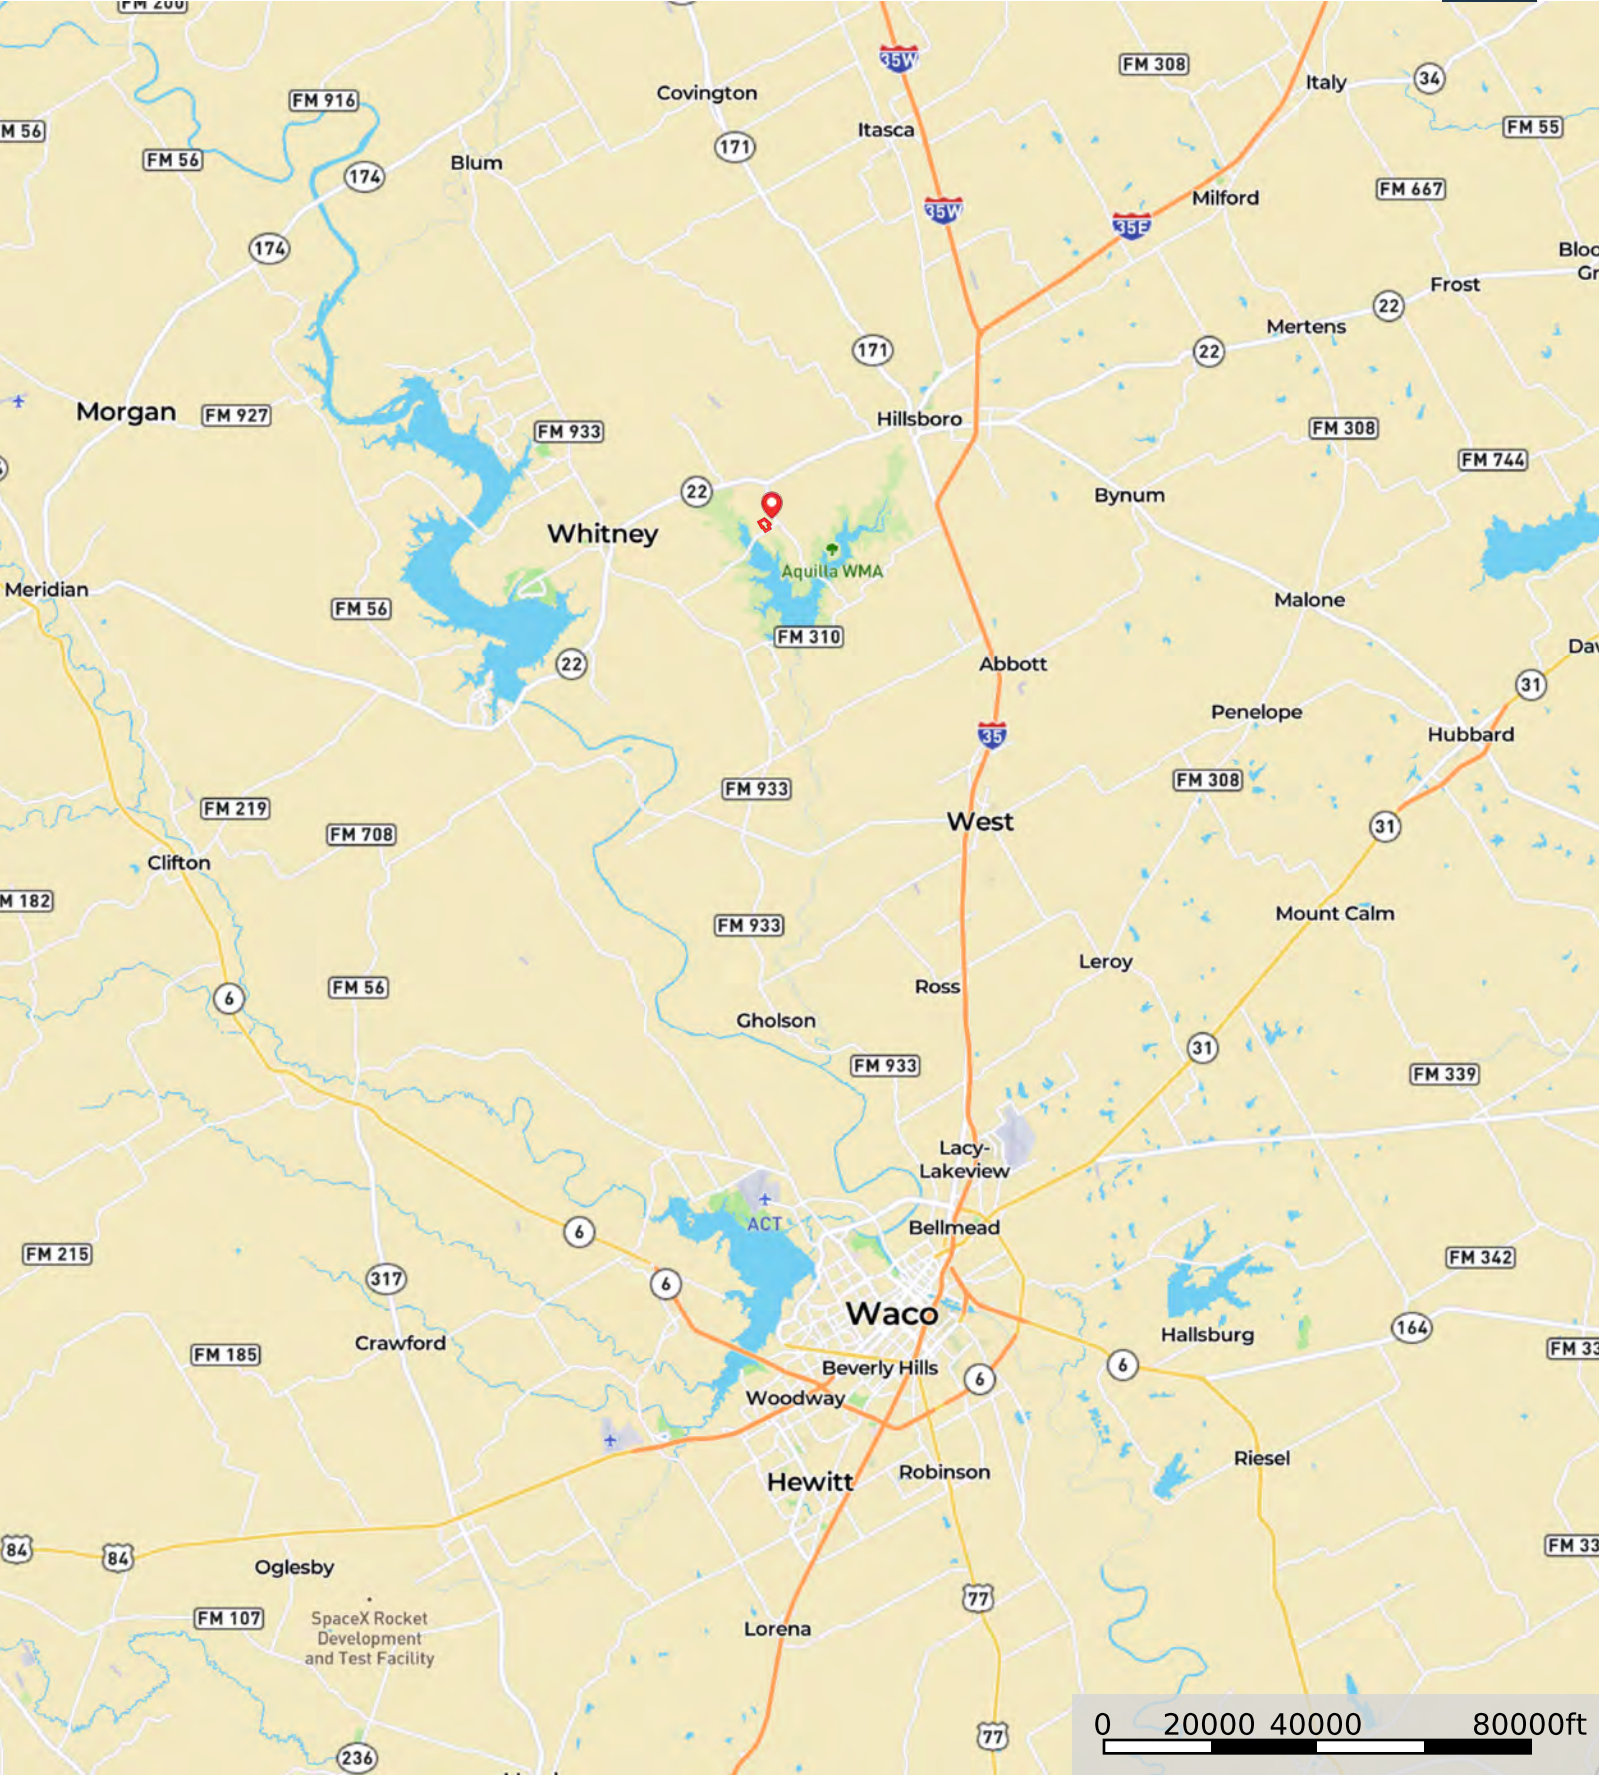 FM 200
35W
FM 308
Italy
34
Covington
FM 916
Itasca
FM 55
M 56
171
FM 56
Blum
174
FM 667
Milford
35W
35E
174
Frost
22
Mertens
171
22
Morgan
FM 927
Hillsboro
FM 933
FM 308
FM 744
22
Bynum
Whitney
Aquilla WMA
Meridian
FM 56
Malone
FM 310
22
Abbott
31
Penelope
35
Hubbard
FM 308
FM 933
FM 219
West
31
FM 708
Clifton
M 182
Mount Calm
FM 933
Leroy
FM 56
Ross
6
Gholson
31
FM 933
FM 339
Lacy-
Lakeview
ACT
Bellmead
6
FM 215
FM 342
317
6
Waco
164
Hallsburg
Crawford
FM 185
FM 33
Beverly Hills
6
6
Woodway
Riesel
Robinson
Hewitt
84
84
FM 33
Oglesby
77
FM 107
SpaceX Rocket
Development
and Test Facility
Lorena
0 20000 40000 80000ft
77
236